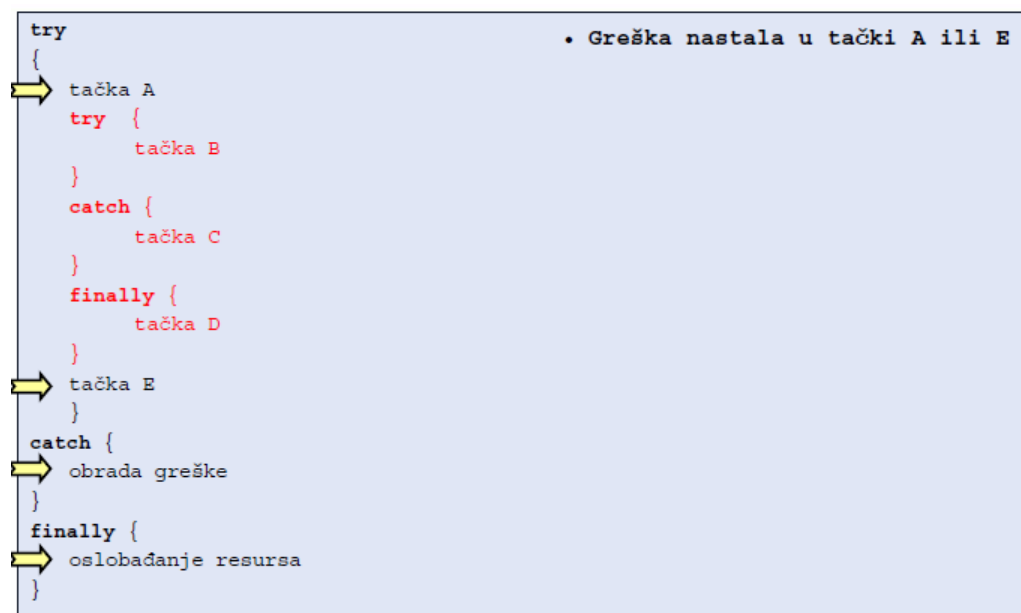 try
• Greška nastala u tački A ili E
{
tačka A
try {
tačka B
}
catch {
tačka C
}
finally {
tačka D
}
tačka E
}
catch {
obrada greške
}
finally {
oslobađanje resursa
}